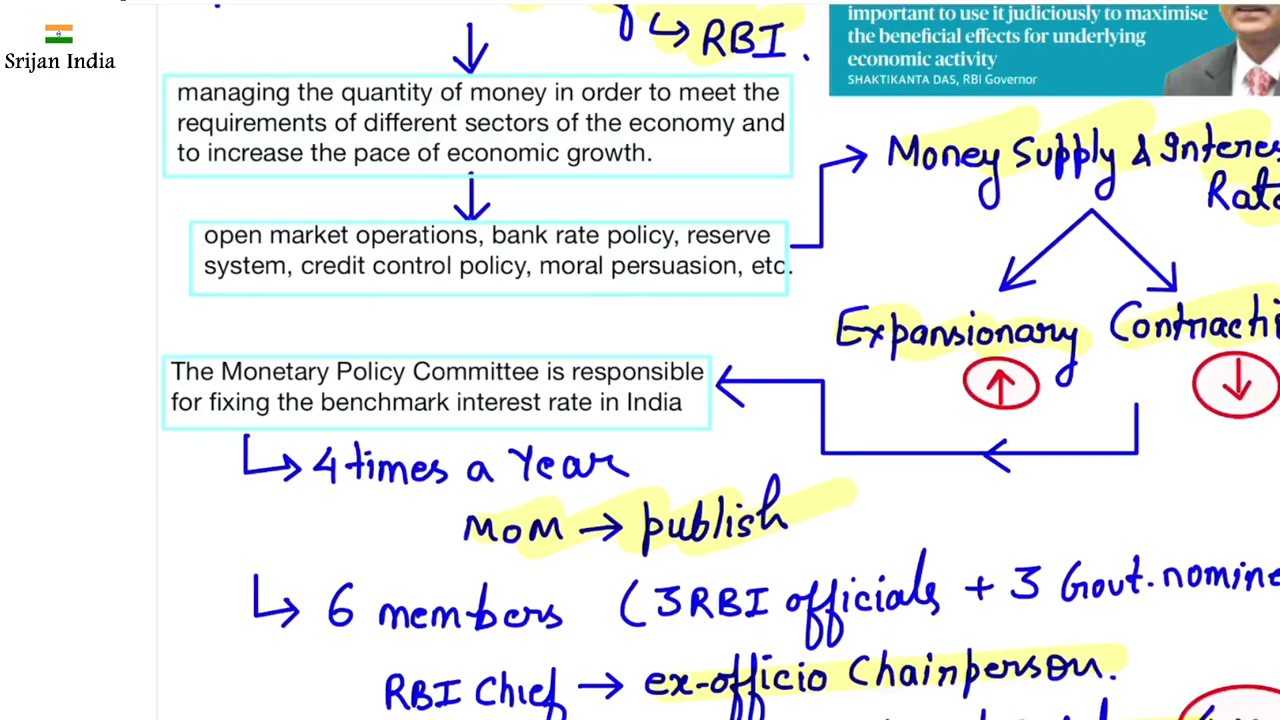 Srijan India
RBI.
important to use it judiciously to maximise
the beneficial effects for underlying
economic activity
SHAKTIKANTA DAS, RBI Governor
managing the quantity of money in order to meet the
requirements of different sectors of the economy and
to increase the pace of economic growth.
Money Supply & Interes
Rate
open market operations, bank rate policy, reserve
system, credit control policy, moral persuasion, etc.
Expansionary Contracti
The Monetary Policy Committee is responsible
for fixing the benchmark interest rate in India
4 times a Year
MOM → publish
6 members (3 RBI officials + 3 Govt. nomine
RBI Chief → ex-officio Chairperson.